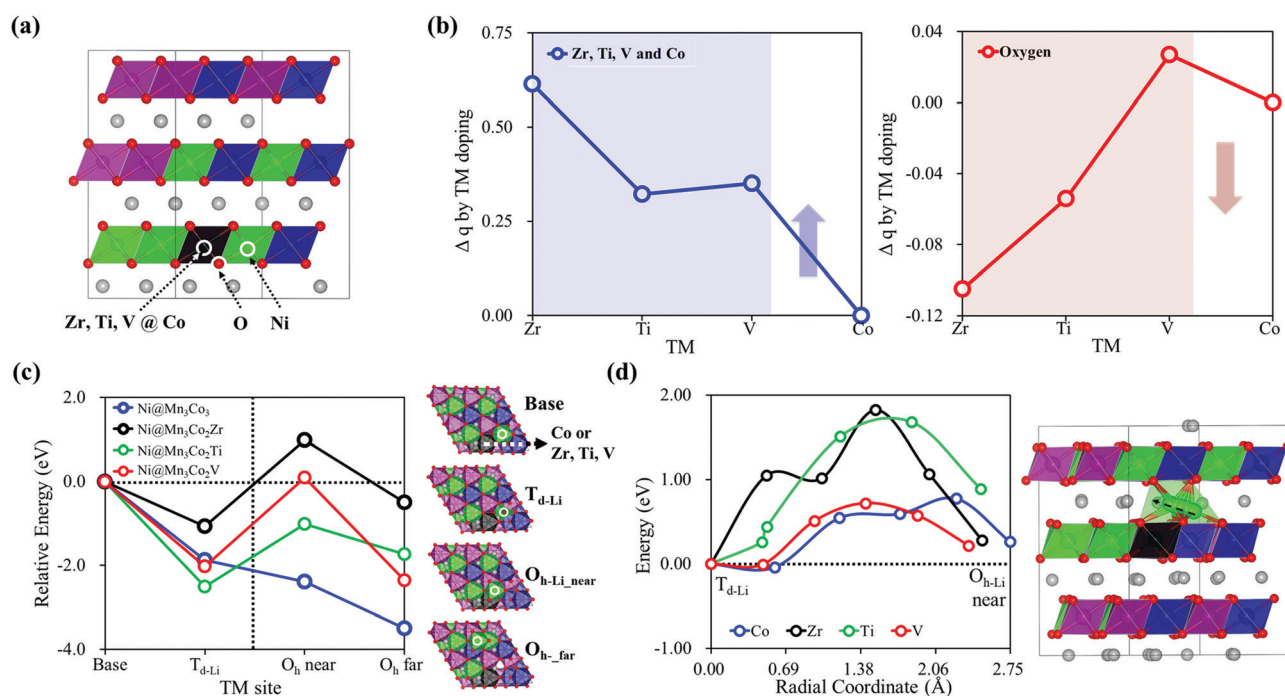 (a)
Zr, Ti, V @ Co
O
Ni
(b)
Δ q by TM doping
0.75
0.50
0.25
0.00
Zr, Ti, V and Co
Zr
Ti
V
Co
TM
Δ q by TM doping
0.04
0.00
-0.04
-0.08
-0.12
Oxygen
Zr
Ti
V
Co
TM
(c)
Relative Energy (eV)
2.0
0.0
-2.0
-4.0
Ni@Mn3Co3
Ni@Mn3Co2Zr
Ni@Mn3Co2Ti
Ni@Mn3Co2V
Base
Td-Li
Oh near
Oh far
TM site
Base
Co or
Zr, Ti, V
Td-Li
Oh-Li_near
Oh-_far
(d)
Energy (eV)
2.00
1.00
0.00
-1.00
Td-Li
Oh-Li
near
Co
Zr
Ti
V
0.00
0.69
1.38
2.06
2.75
Radial Coordinate (Å)